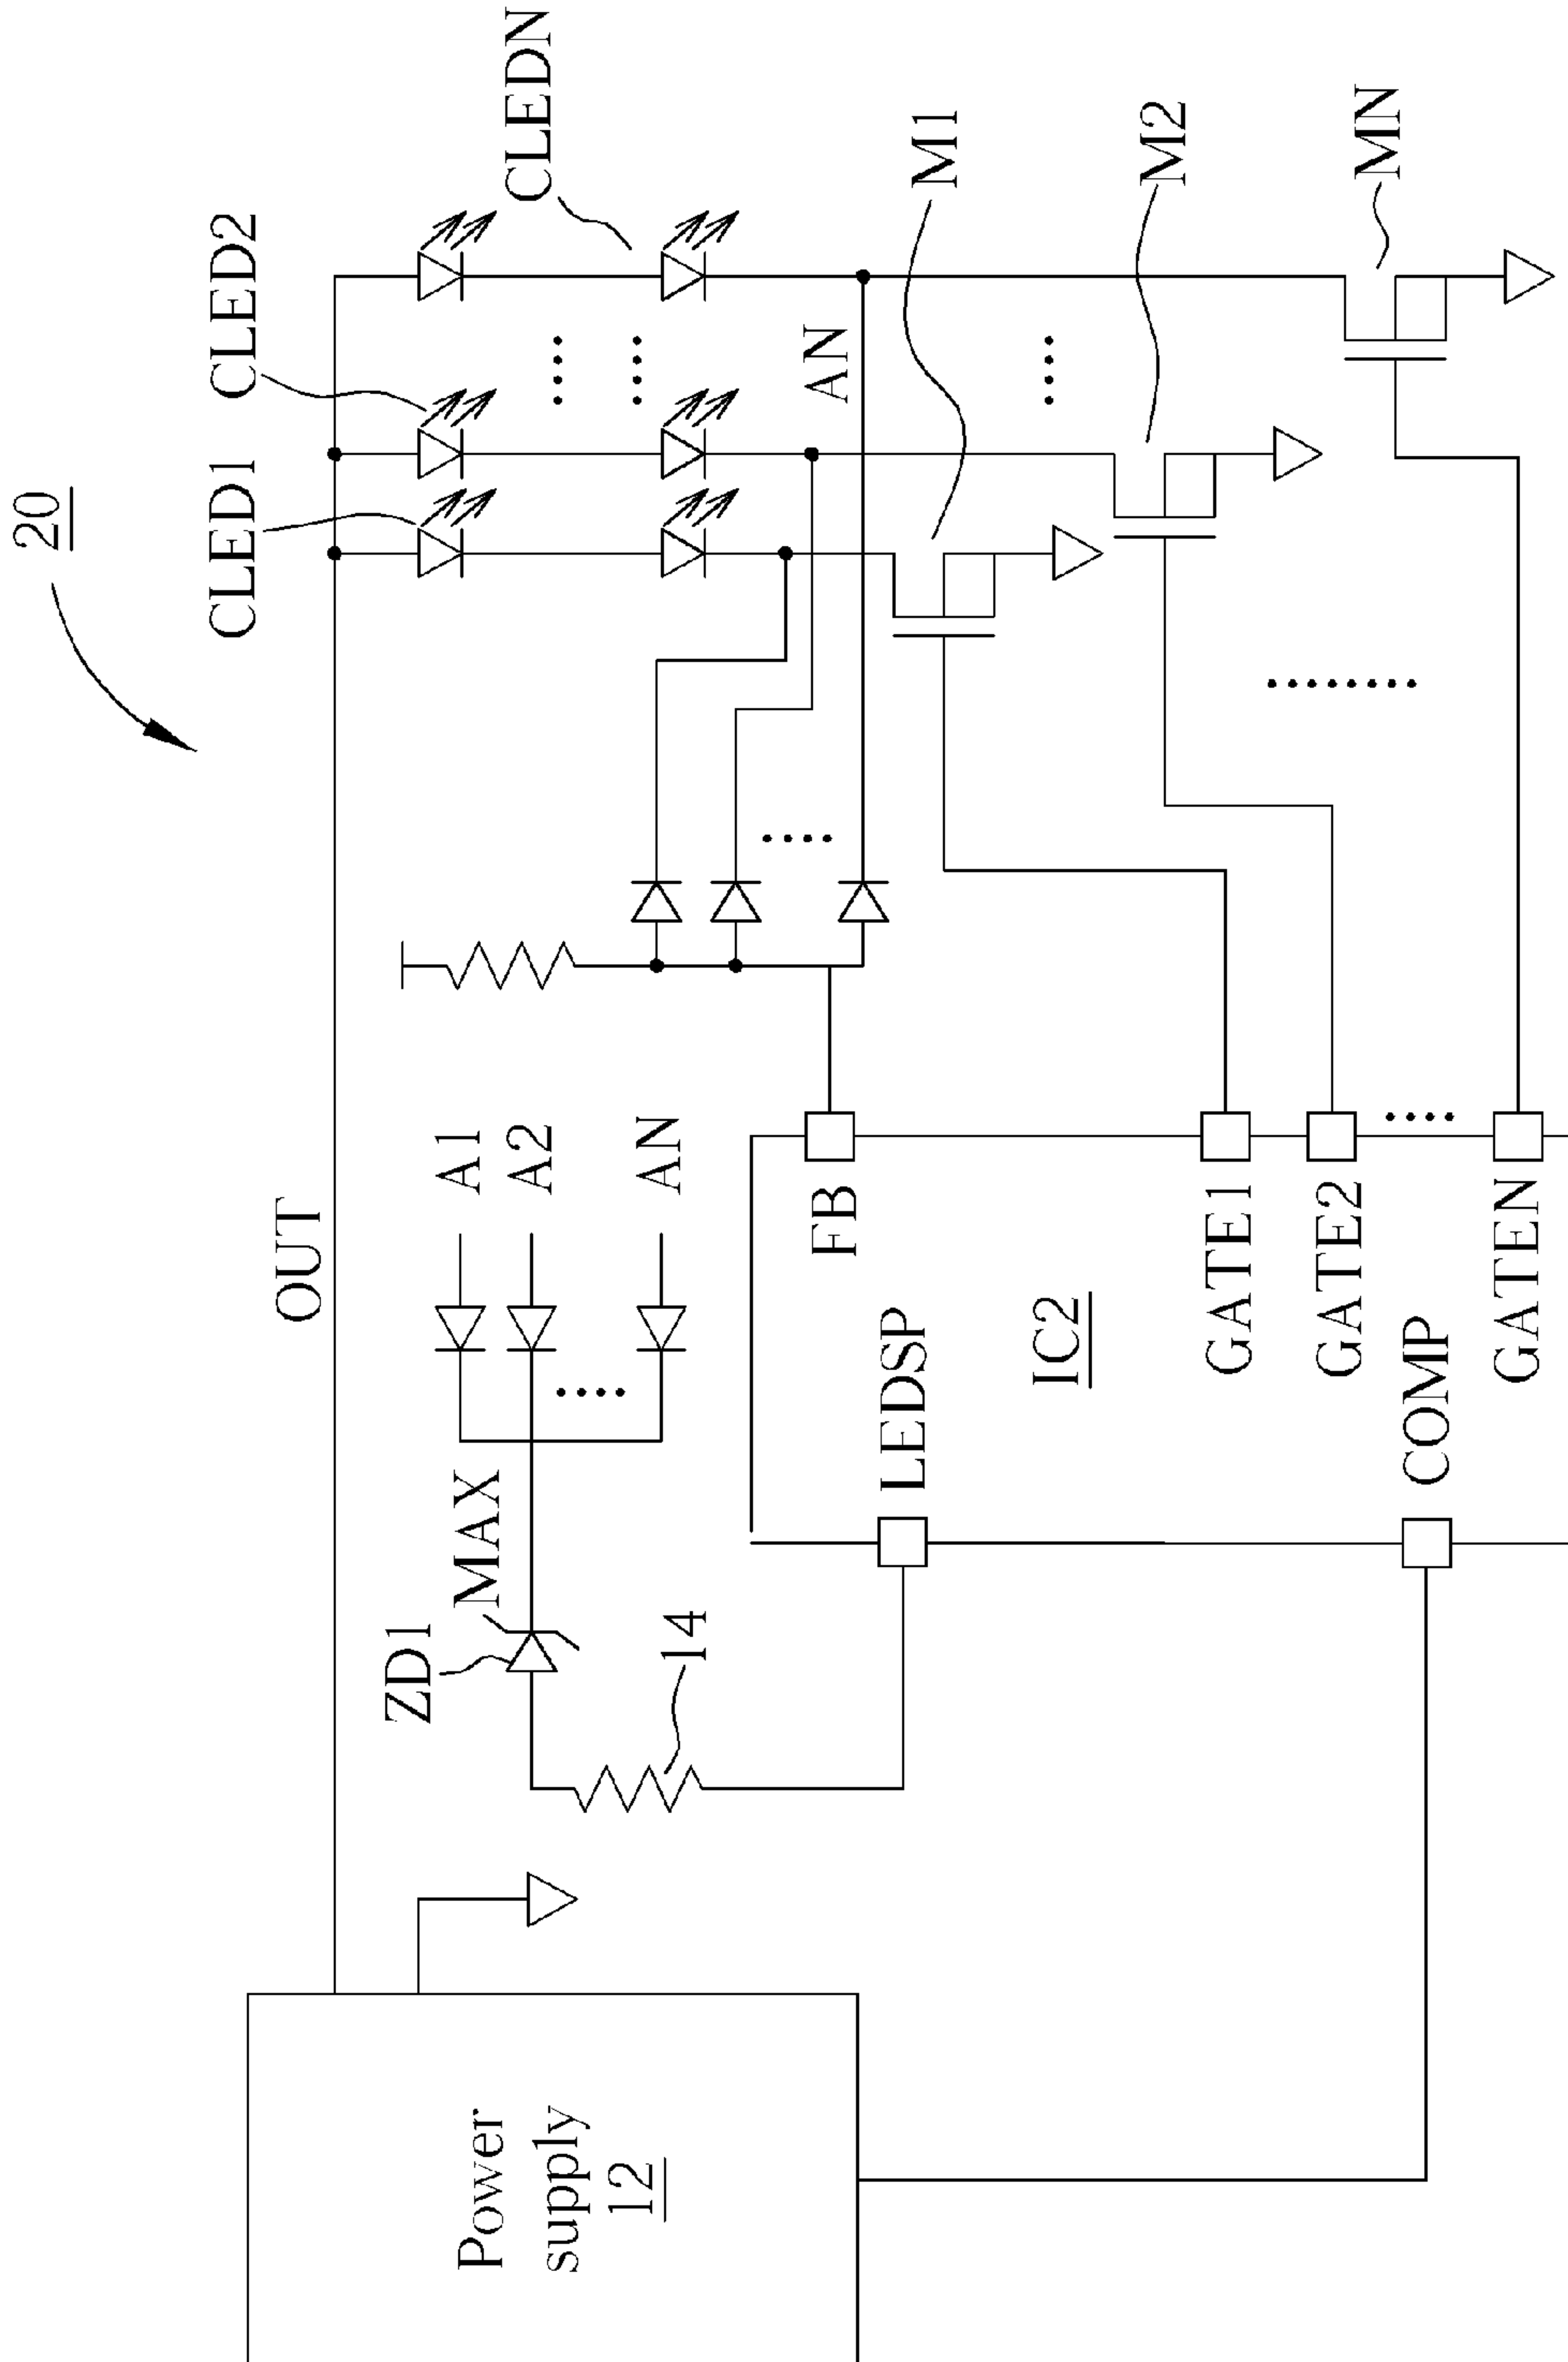 20
CLED1
CLED2
CLEDN
OUT
ZD1
MAX
A1
A2
AN
AN
M1
M2
MN
14
Power
supply
12
FB
LEDSP
IC2
GATE1
GATE2
COMP
GATEN